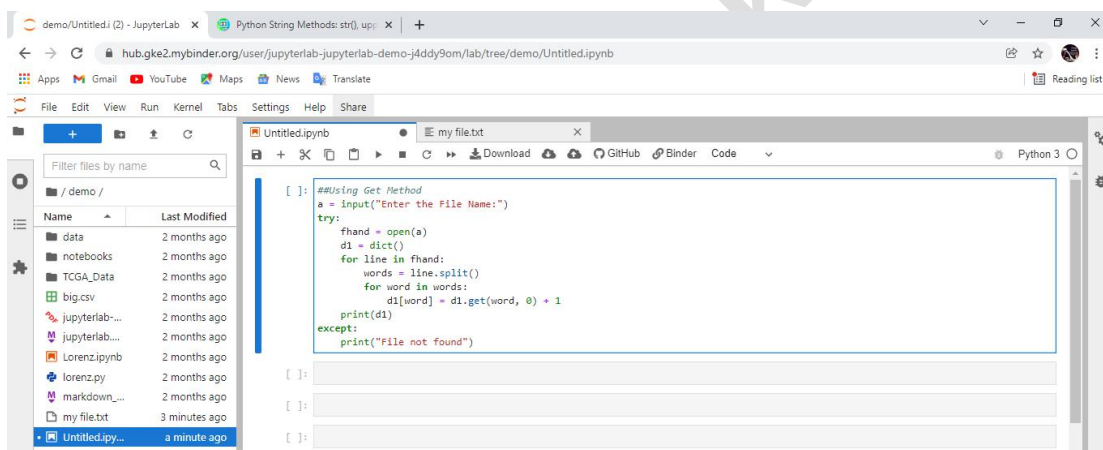 demo/Untitled.i (2) - JupyterLab
Python String Methods: str(), upp
hub.gke2.mybinder.org/user/jupyterlab-jupyterlab-demo-j4ddy9om/lab/tree/demo/Untitled.ipynb
Apps Gmail YouTube Maps News Translate Reading list
File Edit View Run Kernel Tabs Settings Help Share
Untitled.ipynb my file.txt
Filter files by name
Download GitHub Binder Code Python 3
/ demo /
Name Last Modified
data 2 months ago
notebooks 2 months ago
TCGA_Data 2 months ago
big.csv 2 months ago
jupyterlab-... 2 months ago
jupyterlab.... 2 months ago
Lorenz.ipynb 2 months ago
lorenz.py 2 months ago
markdown_... 2 months ago
my file.txt 3 minutes ago
Untitled.ipy... a minute ago
[ ]: ##Using Get Method
a = input("Enter the File Name:")
try:
    fhand = open(a)
    d1 = dict()
    for line in fhand:
        words = line.split()
        for word in words:
            d1[word] = d1.get(word, 0) + 1
    print(d1)
except:
    print("File not found")
[ ]:
[ ]:
[ ]: